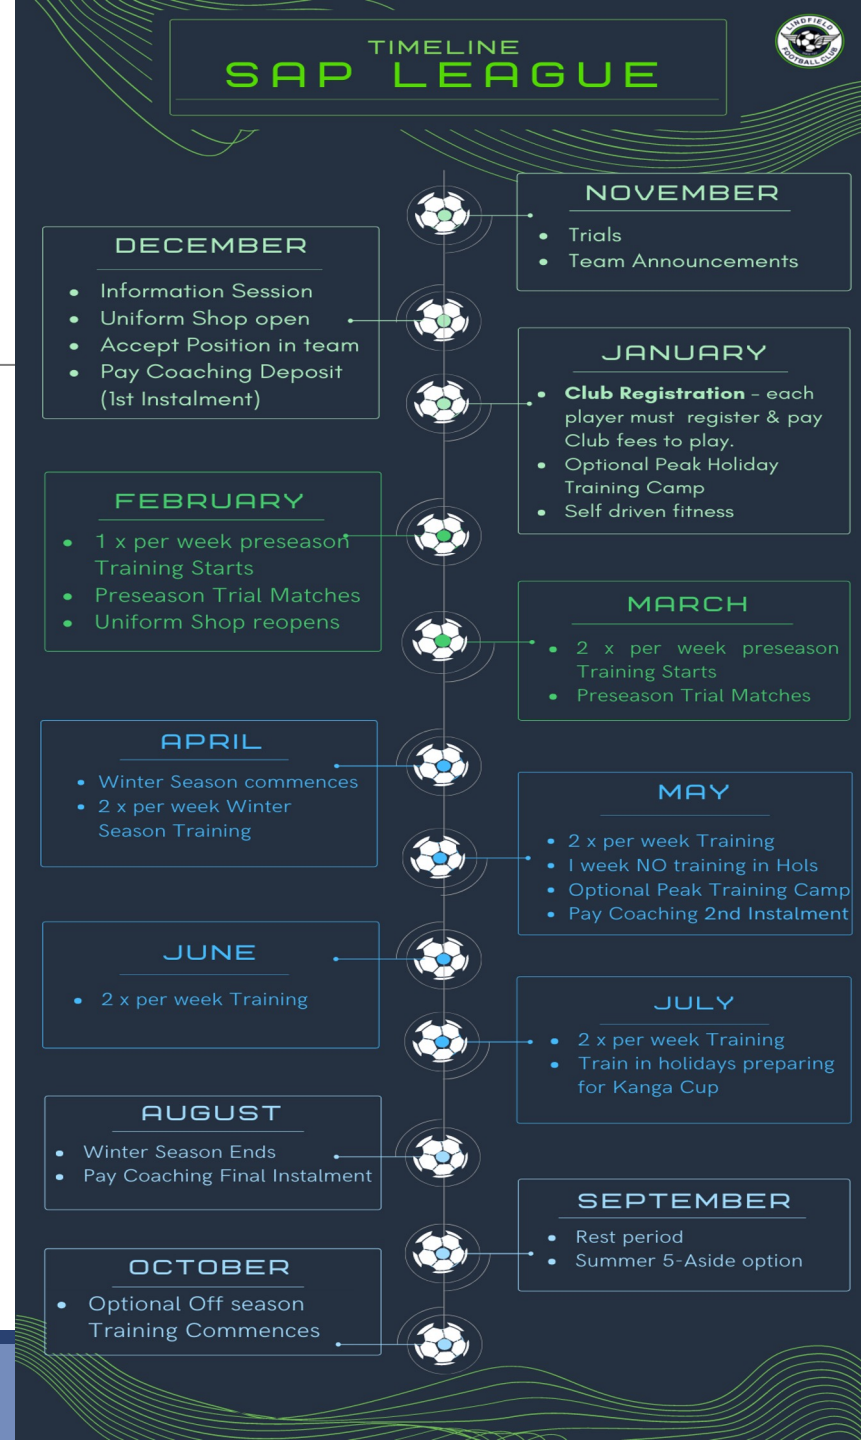 TIMELINE
SAP LEAGUE
LINDFIELD
FOOTBALL CLUB
NOVEMBER
• Trials
• Team Announcements
DECEMBER
• Information Session
• Uniform Shop open
• Accept Position in team
• Pay Coaching Deposit
(1st Instalment)
JANUARY
• Club Registration - each
player must register & pay
Club fees to play.
• Optional Peak Holiday
Training Camp
• Self driven fitness
FEBRUARY
• 1 x per week preseason
Training Starts
• Preseason Trial Matches
• Uniform Shop reopens
MARCH
• 2 x per week preseason
Training Starts
• Preseason Trial Matches
APRIL
• Winter Season commences
• 2 x per week Winter
Season Training
MAY
• 2 x per week Training
• I week NO training in Hols
• Optional Peak Training Camp
• Pay Coaching 2nd Instalment
JUNE
• 2 x per week Training
JULY
• 2 x per week Training
• Train in holidays preparing
for Kanga Cup
AUGUST
• Winter Season Ends
• Pay Coaching Final Instalment
SEPTEMBER
• Rest period
• Summer 5-Aside option
OCTOBER
• Optional Off season
Training Commences